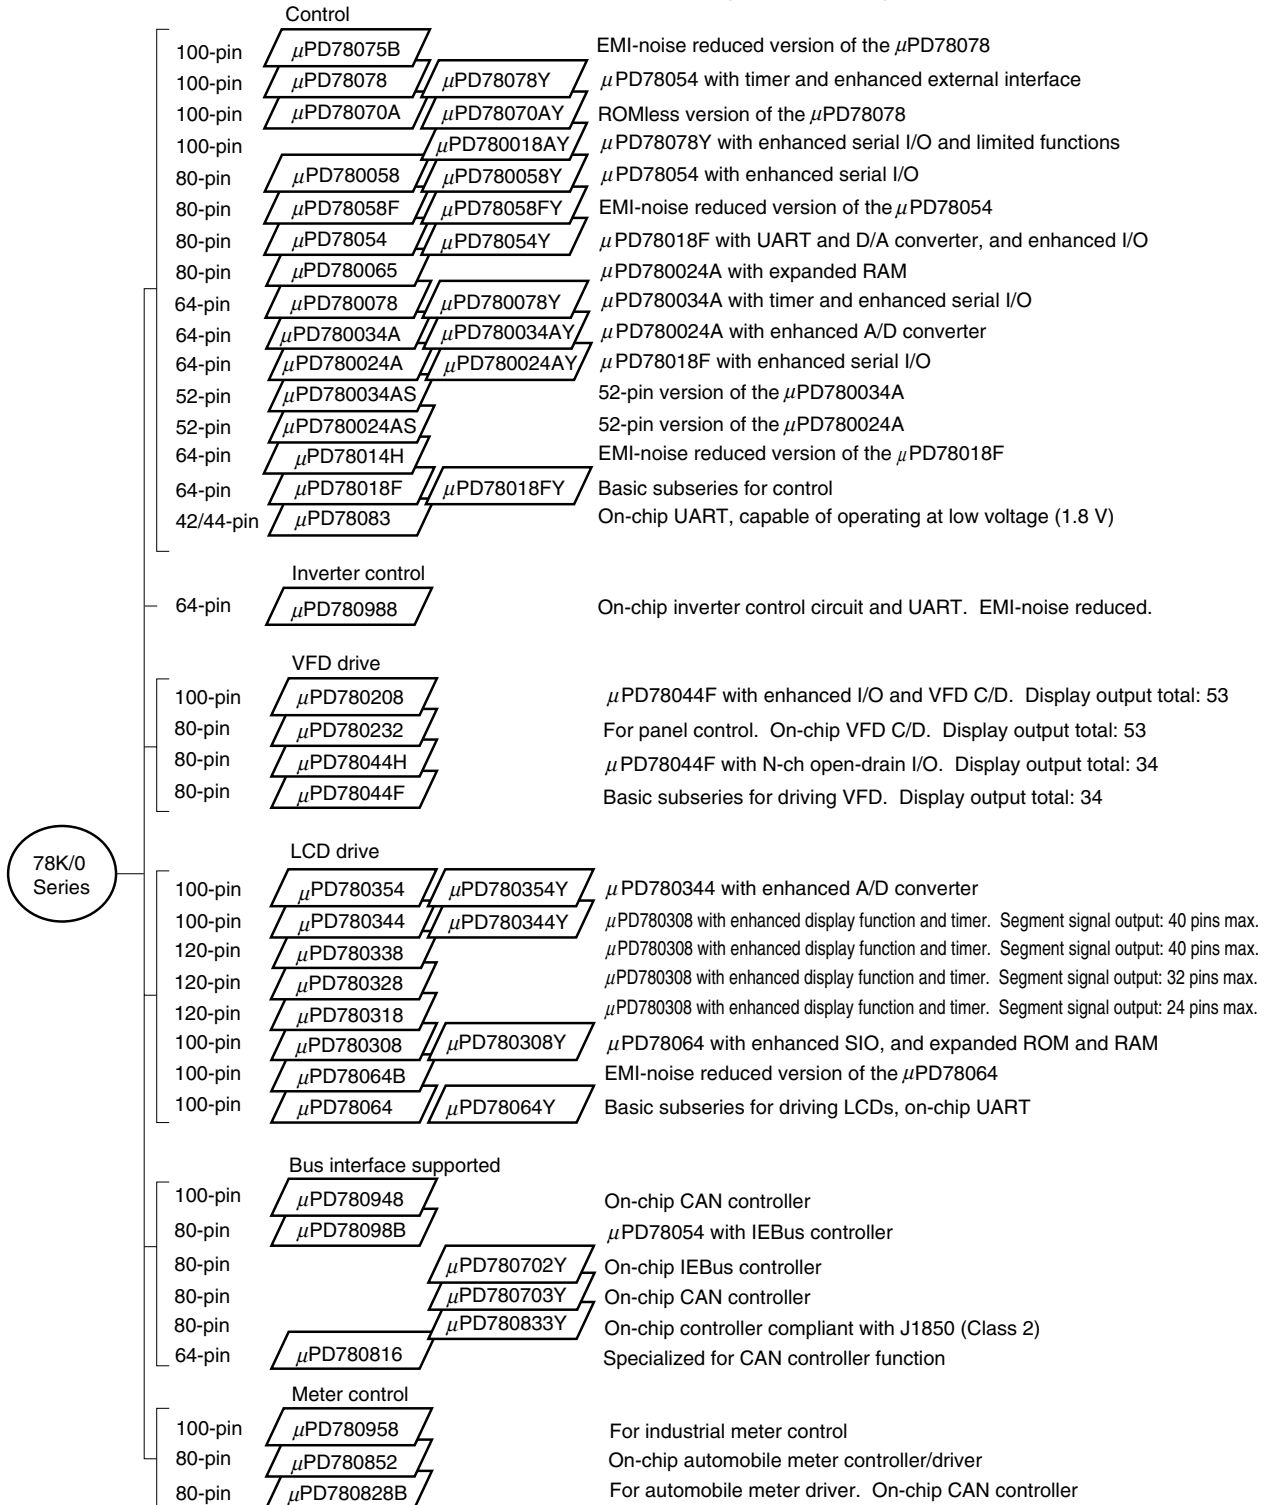 Control
100-pin μPD78075B EMI-noise reduced version of the μPD78078
100-pin μPD78078 μPD78078Y μPD78054 with timer and enhanced external interface
100-pin μPD78070A μPD78070AY ROMless version of the μPD78078
100-pin μPD780018AY μPD78078Y with enhanced serial I/O and limited functions
80-pin μPD780058 μPD780058Y μPD78054 with enhanced serial I/O
80-pin μPD78058F μPD78058FY EMI-noise reduced version of the μPD78054
80-pin μPD78054 μPD78054Y μPD78018F with UART and D/A converter, and enhanced I/O
80-pin μPD780065 μPD780024A with expanded RAM
64-pin μPD780078 μPD780078Y μPD780034A with timer and enhanced serial I/O
64-pin μPD780034A μPD780034AY μPD780024A with enhanced A/D converter
64-pin μPD780024A μPD780024AY μPD78018F with enhanced serial I/O
52-pin μPD780034AS 52-pin version of the μPD780034A
52-pin μPD780024AS 52-pin version of the μPD780024A
64-pin μPD78014H EMI-noise reduced version of the μPD78018F
64-pin μPD78018F μPD78018FY Basic subseries for control
42/44-pin μPD78083 On-chip UART, capable of operating at low voltage (1.8 V)
Inverter control
64-pin μPD780988 On-chip inverter control circuit and UART. EMI-noise reduced.
VFD drive
100-pin μPD780208 μPD78044F with enhanced I/O and VFD C/D. Display output total: 53
80-pin μPD780232 For panel control. On-chip VFD C/D. Display output total: 53
80-pin μPD78044H μPD78044F with N-ch open-drain I/O. Display output total: 34
80-pin μPD78044F Basic subseries for driving VFD. Display output total: 34
78K/0
Series
LCD drive
100-pin μPD780354 μPD780354Y μPD780344 with enhanced A/D converter
100-pin μPD780344 μPD780344Y μPD780308 with enhanced display function and timer. Segment signal output: 40 pins max.
120-pin μPD780338 μPD780308 with enhanced display function and timer. Segment signal output: 40 pins max.
120-pin μPD780328 μPD780308 with enhanced display function and timer. Segment signal output: 32 pins max.
120-pin μPD780318 μPD780308 with enhanced display function and timer. Segment signal output: 24 pins max.
100-pin μPD780308 μPD780308Y μPD78064 with enhanced SIO, and expanded ROM and RAM
100-pin μPD78064B EMI-noise reduced version of the μPD78064
100-pin μPD78064 μPD78064Y Basic subseries for driving LCDs, on-chip UART
Bus interface supported
100-pin μPD780948 On-chip CAN controller
80-pin μPD78098B μPD78054 with IEBus controller
80-pin μPD780702Y On-chip IEBus controller
80-pin μPD780703Y On-chip CAN controller
80-pin μPD780833Y On-chip controller compliant with J1850 (Class 2)
64-pin μPD780816 Specialized for CAN controller function
Meter control
100-pin μPD780958 For industrial meter control
80-pin μPD780852 On-chip automobile meter controller/driver
80-pin μPD780828B For automobile meter driver. On-chip CAN controller